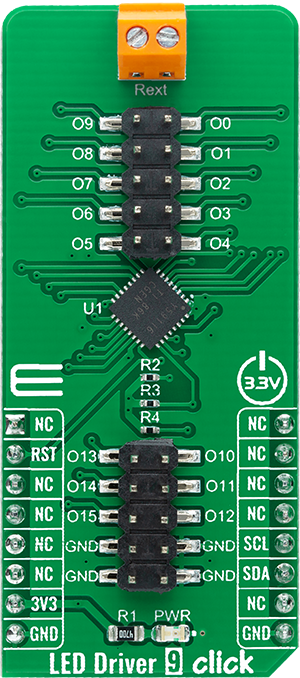 Rext
O9 O0
O8 O1
O7 O2
O6 O3
O5 O4
U1
R2
R3
R4
3.3V
NC NC
RST O13 O10 NC
NC O14 O11 NC
NC O15 O12 NC
NC GND GND SCL
NC GND GND SDA
3V3 R1 PWR NC
GND 4700 GND
LED Driver 9 click